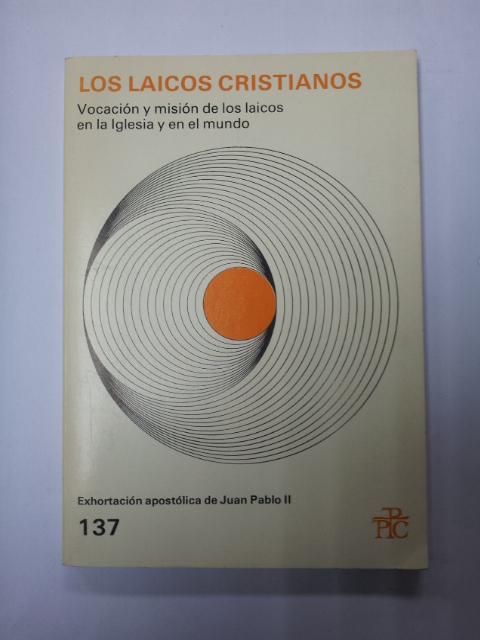 LOS LAICOS CRISTIANOS
Vocación y misión de los laicos
en la Iglesia y en el mundo
Exhortación apostólica de Juan Pablo II
137
PPC